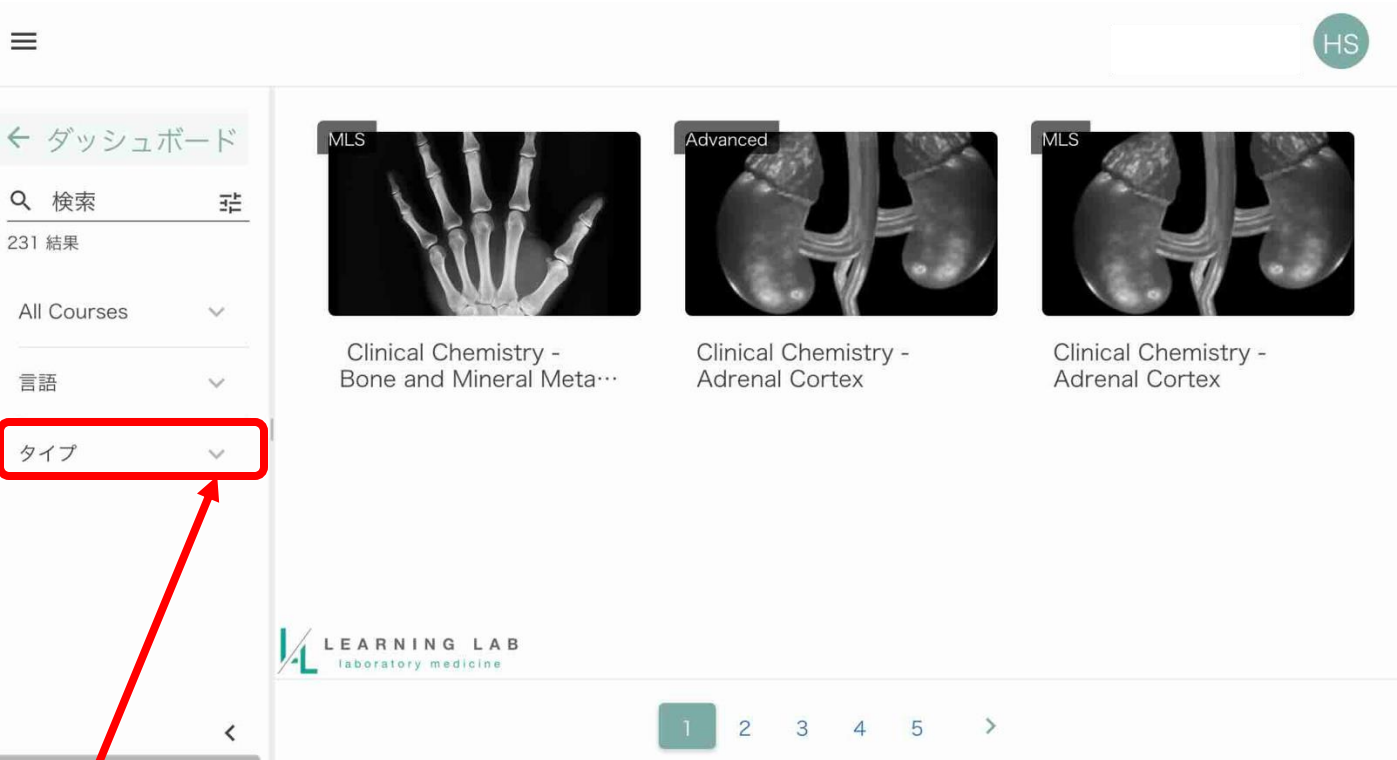 HS
ダッシュボード
検索
231 結果
All Courses
言語
タイプ
MLS
Clinical Chemistry -
Bone and Mineral Meta…
Advanced
Clinical Chemistry -
Adrenal Cortex
MLS
Clinical Chemistry -
Adrenal Cortex
LEARNING LAB
laboratory medicine
1 2 3 4 5